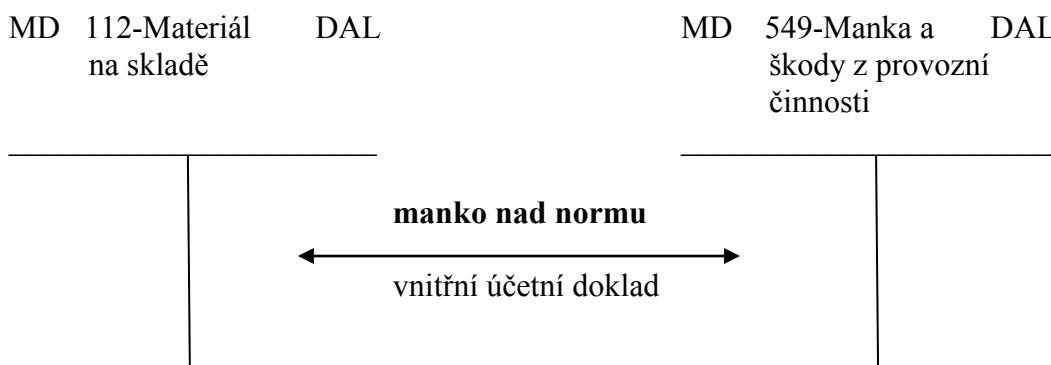 MD 112-Materiál DAL
na skladě
MD 549-Manka a DAL
škody z provozní
činnosti
manko nad normu
vnitřní účetní doklad